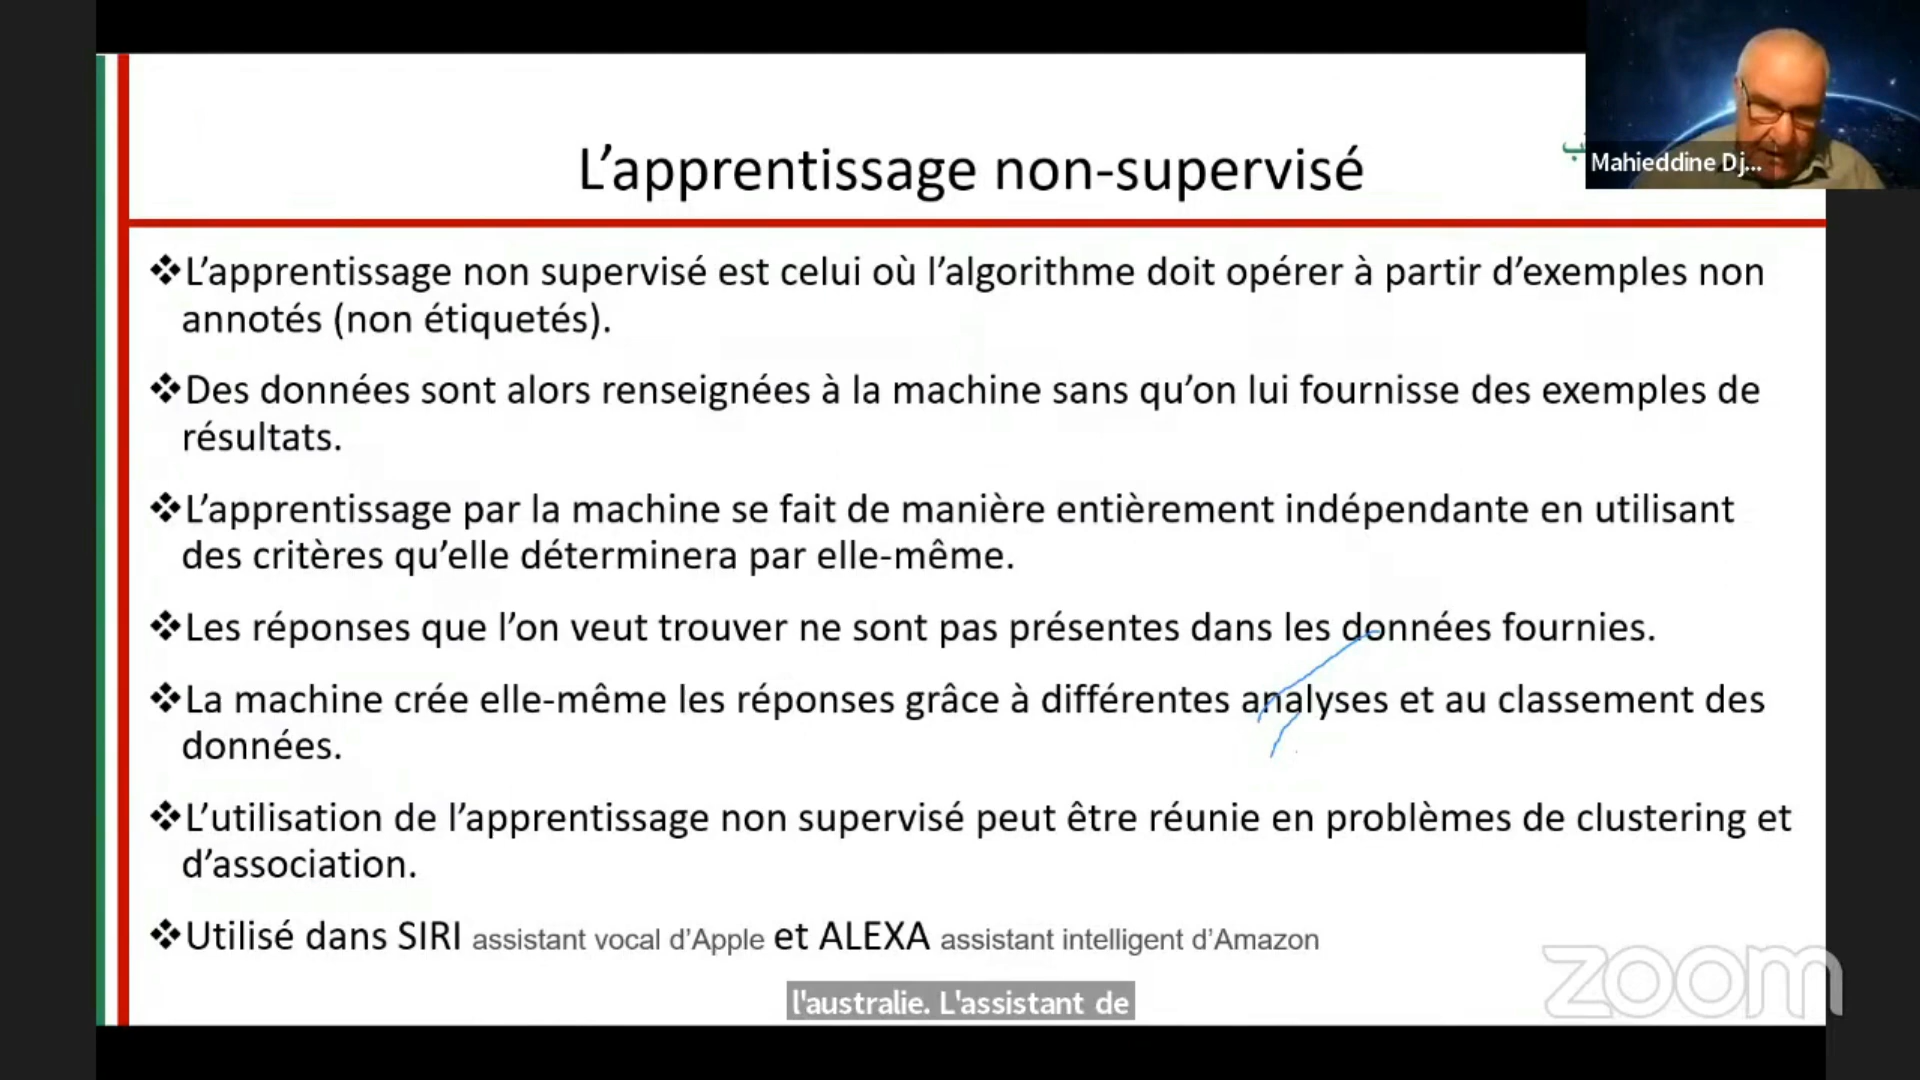 L’apprentissage non-supervisé
Mahieddine Dj...
❖L’apprentissage non supervisé est celui où l’algorithme doit opérer à partir d’exemples non
annotés (non étiquetés).
❖Des données sont alors renseignées à la machine sans qu’on lui fournisse des exemples de
résultats.
❖L’apprentissage par la machine se fait de manière entièrement indépendante en utilisant
des critères qu’elle déterminera par elle-même.
❖Les réponses que l’on veut trouver ne sont pas présentes dans les données fournies.
❖La machine crée elle-même les réponses grâce à différentes analyses et au classement des
données.
❖L’utilisation de l’apprentissage non supervisé peut être réunie en problèmes de clustering et
d’association.
❖Utilisé dans SIRI assistant vocal d’Apple et ALEXA assistant intelligent d’Amazon
zoom
l'australie. L'assistant de